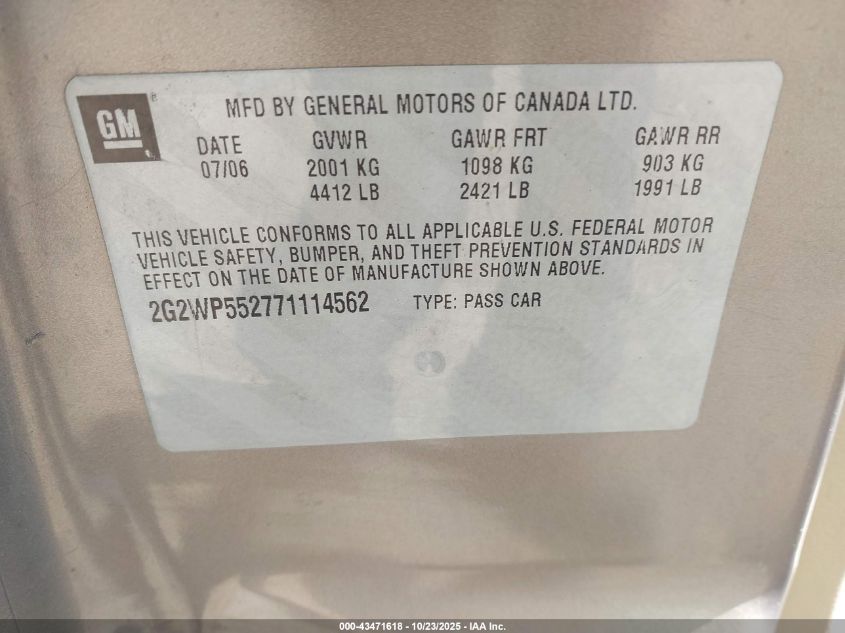 GM ®
MFD BY GENERAL MOTORS OF CANADA LTD.
DATE GVWR GAWR FRT GAWR RR
07/06 2001 KG 1098 KG 903 KG
4412 LB 2421 LB 1991 LB
THIS VEHICLE CONFORMS TO ALL APPLICABLE U.S. FEDERAL MOTOR
VEHICLE SAFETY, BUMPER, AND THEFT PREVENTION STANDARDS IN
EFFECT ON THE DATE OF MANUFACTURE SHOWN ABOVE.
2G2WP552771114562 TYPE: PASS CAR
000-43471618 - 10/23/2025 - IAA Inc.